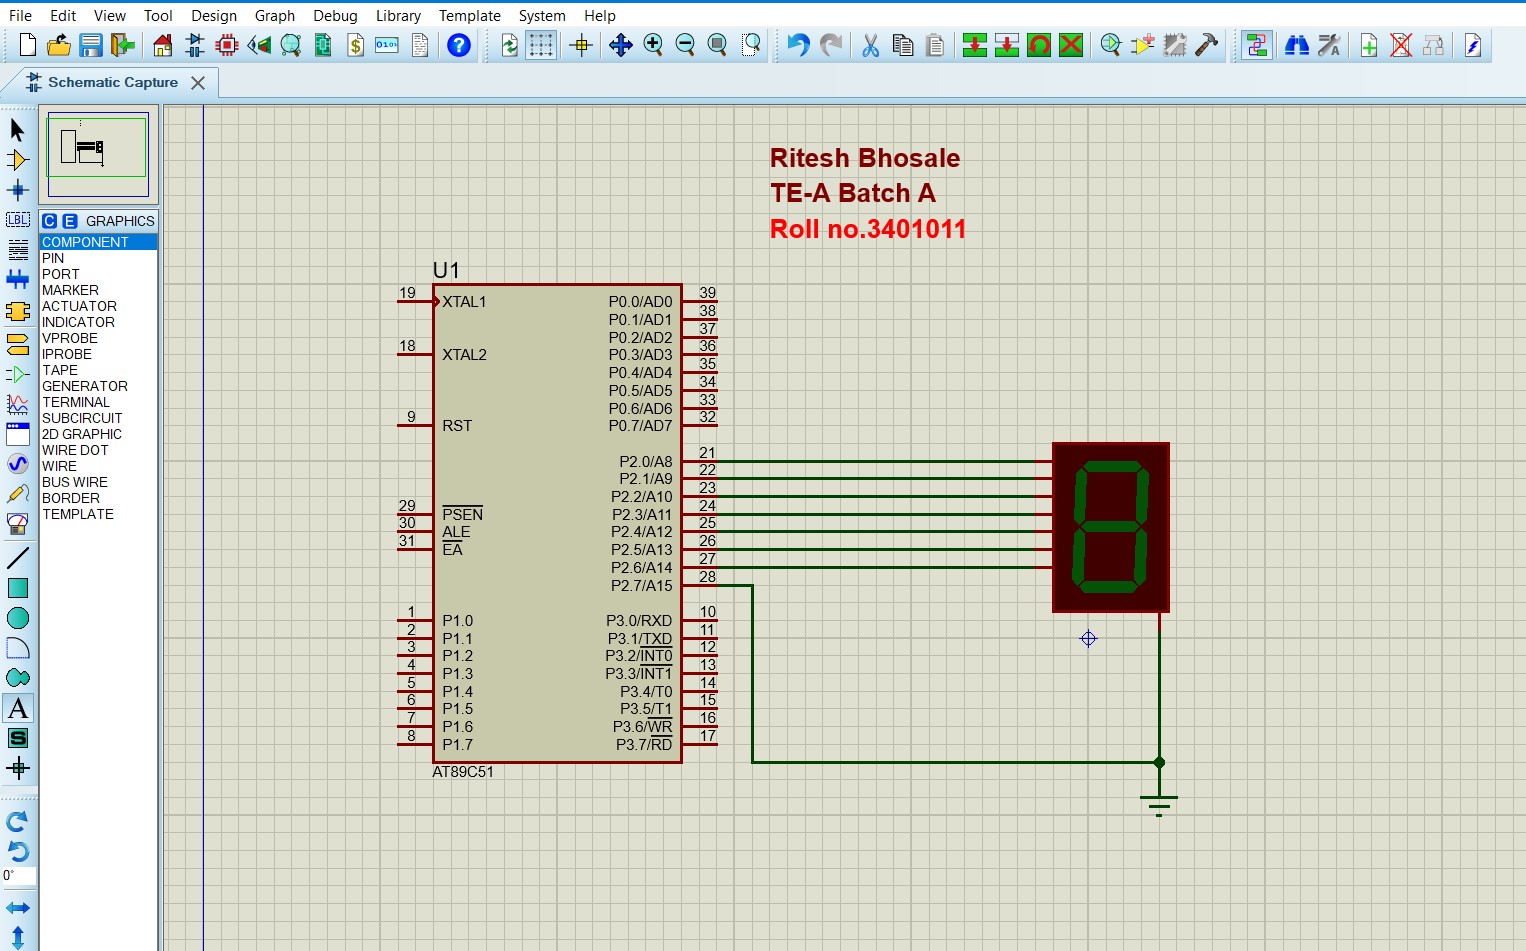 File Edit View Tool Design Graph Debug Library Template System Help
Schematic Capture
C E GRAPHICS
COMPONENT
PIN
PORT
MARKER
ACTUATOR
INDICATOR
VPROBE
IPROBE
TAPE
GENERATOR
TERMINAL
SUBCIRCUIT
2D GRAPHIC
WIRE DOT
WIRE
BUS WIRE
BORDER
TEMPLATE
LBL
A
S
0°
Ritesh Bhosale
TE-A Batch A
Roll no.3401011
U1
19 XTAL1 P0.0/AD0 39
P0.1/AD1 38
P0.2/AD2 37
18 XTAL2 P0.3/AD3 36
P0.4/AD4 35
P0.5/AD5 34
P0.6/AD6 33
9 RST P0.7/AD7 32
P2.0/A8 21
P2.1/A9 22
P2.2/A10 23
29 PSEN P2.3/A11 24
30 ALE P2.4/A12 25
31 EA P2.5/A13 26
P2.6/A14 27
P2.7/A15 28
1 P1.0 P3.0/RXD 10
2 P1.1 P3.1/TXD 11
3 P1.2 P3.2/INT0 12
4 P1.3 P3.3/INT1 13
5 P1.4 P3.4/T0 14
6 P1.5 P3.5/T1 15
7 P1.6 P3.6/WR 16
8 P1.7 P3.7/RD 17
AT89C51